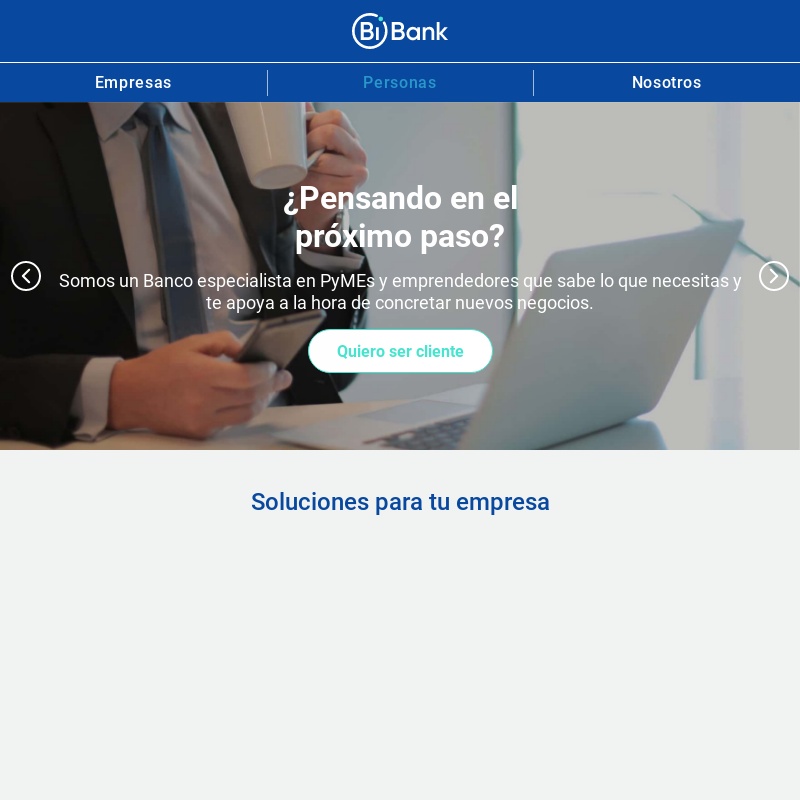 Bi Bank
Empresas
Personas
Nosotros
¿Pensando en el
próximo paso?
Somos un Banco especialista en PyMEs y emprendedores que sabe lo que necesitas y
te apoya a la hora de concretar nuevos negocios.
Quiero ser cliente
Soluciones para tu empresa